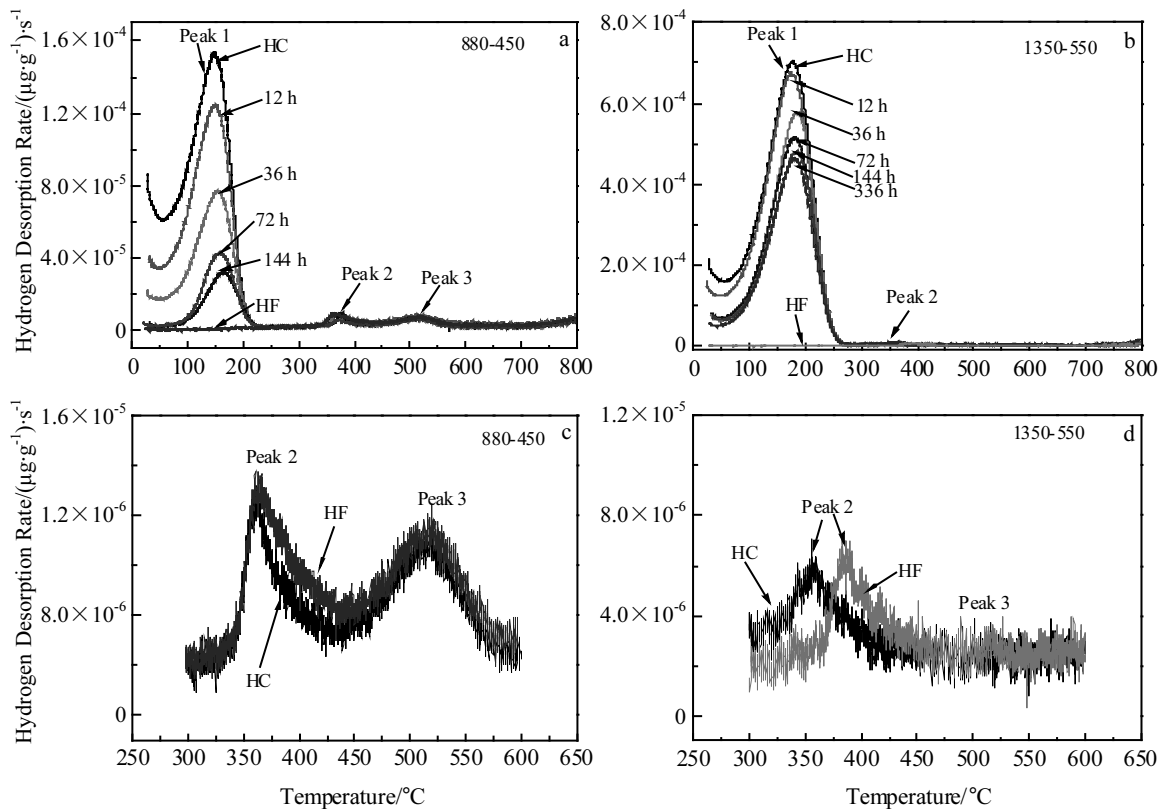 Hydrogen Desorption Rate/(μg·g⁻¹)·s⁻¹
1.6×10⁻⁴
1.2×10⁻⁴
8.0×10⁻⁵
4.0×10⁻⁵
0
Peak 1
HC
880-450
a
12 h
36 h
72 h
144 h
HF
Peak 2
Peak 3
0 100 200 300 400 500 600 700 800
8.0×10⁻⁴
6.0×10⁻⁴
4.0×10⁻⁴
2.0×10⁻⁴
0
Peak 1
HC
1350-550
b
12 h
36 h
72 h
144 h
336 h
HF
Peak 2
0 100 200 300 400 500 600 700 800
Hydrogen Desorption Rate/(μg·g⁻¹)·s⁻¹
1.6×10⁻⁵
1.2×10⁻⁵
8.0×10⁻⁶
4.0×10⁻⁶
0
880-450
c
Peak 2
HF
Peak 3
HC
250 300 350 400 450 500 550 600 650
Temperature/°C
1.2×10⁻⁵
8.0×10⁻⁶
4.0×10⁻⁶
0
1350-550
d
Peak 2
HC
HF
Peak 3
250 300 350 400 450 500 550 600 650
Temperature/°C